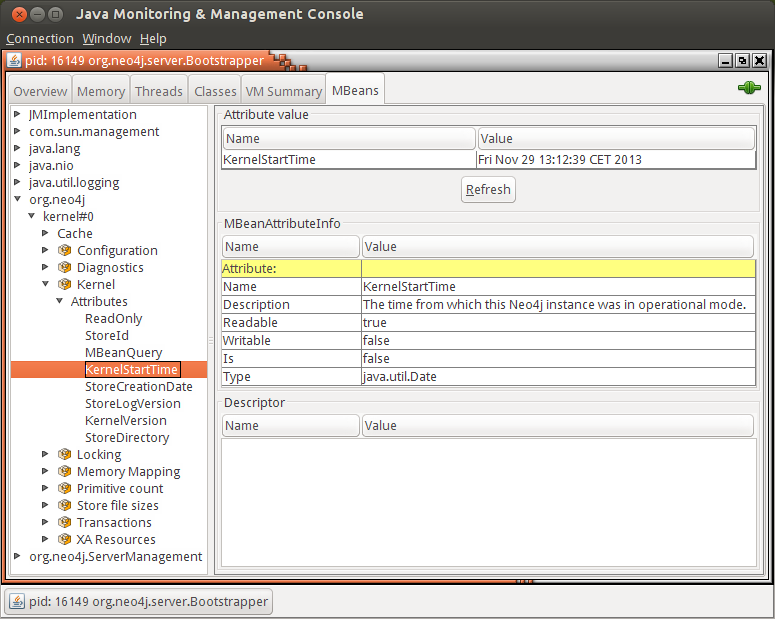 Java Monitoring & Management Console
Connection Window Help
pid: 16149 org.neo4j.server.Bootstrapper
Overview Memory Threads Classes VM Summary MBeans
JMImplementation
com.sun.management
java.lang
java.nio
java.util.logging
org.neo4j
kernel#0
Cache
Configuration
Diagnostics
Kernel
Attributes
ReadOnly
StoreId
MBeanQuery
KernelStartTime
StoreCreationDate
StoreLogVersion
KernelVersion
StoreDirectory
Locking
Memory Mapping
Primitive count
Store file sizes
Transactions
XA Resources
org.neo4j.ServerManagement
Attribute value
Name Value
KernelStartTime Fri Nov 29 13:12:39 CET 2013
Refresh
MBeanAttributeInfo
Name Value
Attribute:
Name KernelStartTime
Description The time from which this Neo4j instance was in operational mode.
Readable true
Writable false
Is false
Type java.util.Date
Descriptor
Name Value
pid: 16149 org.neo4j.server.Bootstrapper